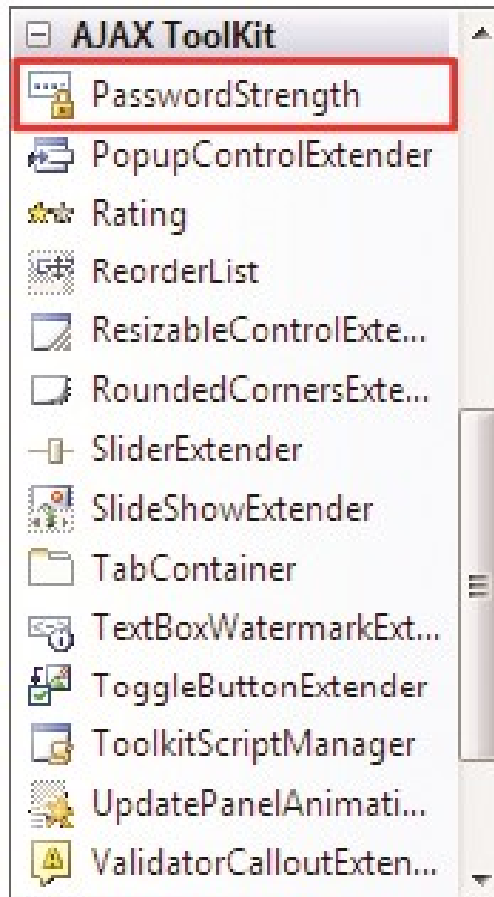 AJAX ToolKit
PasswordStrength
PopupControlExtender
Rating
ReorderList
ResizableControlExte...
RoundedCornersExte...
SliderExtender
SlideShowExtender
TabContainer
TextBoxWatermarkExt...
ToggleButtonExtender
ToolkitScriptManager
UpdatePanelAnimati...
ValidatorCalloutExten...